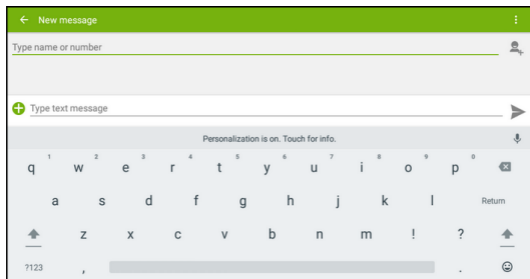 New message
Type name or number
Type text message
Personalization is on. Touch for info.
1 2 3 4 5 6 7 8 9 0
q w e r t y u i o p
a s d f g h j k l Return
z x c v b n m ! ?
?123 , .